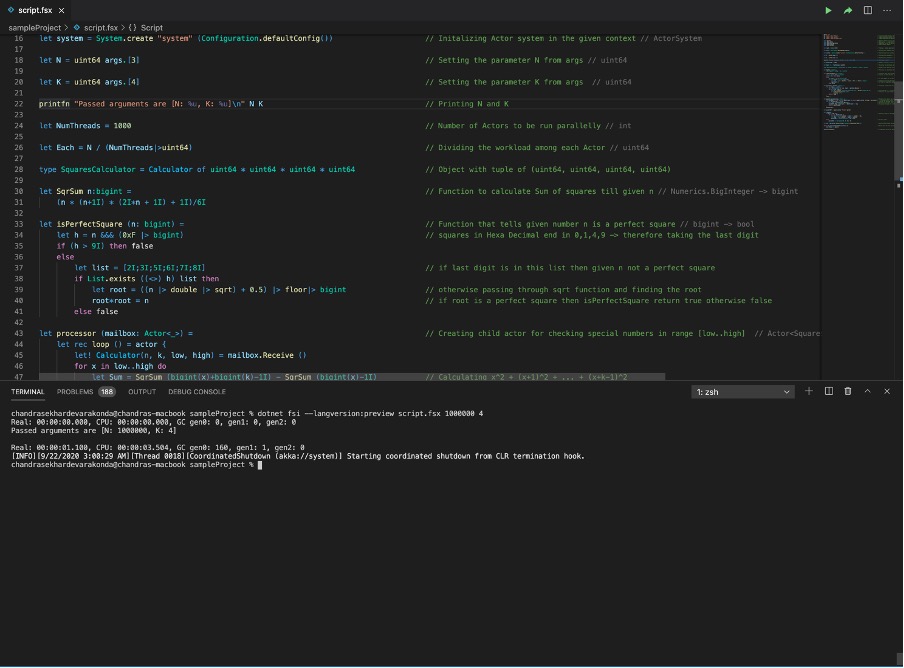 script.fsx ×
sampleProject > script.fsx > {} Script
16 let system = System.create "system" (Configuration.defaultConfig()) // Initalizing Actor system in the given context // ActorSystem
17
18 let N = uint64 args.[3] // Setting the parameter N from args // uint64
19
20 let K = uint64 args.[4] // Setting the parameter K from args // uint64
21
22 printfn "Passed arguments are [N: %u, K: %u]\n" N K // Printing N and K
23
24 let NumThreads = 1000 // Number of Actors to be run parallelly // int
25
26 let Each = N / (NumThreads|>uint64) // Dividing the workload among each Actor // uint64
27
28 type SquaresCalculator = Calculator of uint64 * uint64 * uint64 * uint64 // Object with tuple of (uint64, uint64, uint64, uint64)
29
30 let SqrSum n:bigint = // Function to calculate Sum of squares till given n // Numerics.BigInteger -> bigint
31 (n * (n+1I) * (2I*n + 1I) + 1I)/6I
32
33 let isPerfectSquare (n: bigint) = // Function that tells given number n is a perfect square // bigint -> bool
34 let h = n &&& (0xF |> bigint) // squares in Hexa Decimal end in 0,1,4,9 -> therefore taking the last digit
35 if (h > 9I) then false
36 else
37 let list = [2I;3I;5I;6I;7I;8I] // if last digit is in this list then given n not a perfect square
38 if List.exists ((<>) h) list then
39 let root = ((n |> double |> sqrt) + 0.5) |> floor|> bigint // otherwise passing through sqrt function and finding the root
40 root*root = n // if root is a perfect square then isPerfectSquare return true otherwise false
41 else false
42
43 let processor (mailbox: Actor<_>) = // Creating child actor for checking special numbers in range [low..high] // Actor<Square
44 let rec loop () = actor {
45 let! Calculator(n, k, low, high) = mailbox.Receive ()
46 for x in low..high do
47 let Sum = SqrSum (bigint(x)+bigint(k)-1I) - SqrSum (bigint(x)-1I) // Calculating x^2 + (x+1)^2 + ... + (x+k-1)^2
TERMINAL PROBLEMS 188 OUTPUT DEBUG CONSOLE 1: zsh
chandrasekhardevarakonda@chandras-macbook sampleProject % dotnet fsi --langversion:preview script.fsx 1000000 4
Real: 00:00:00.000, CPU: 00:00:00.000, GC gen0: 0, gen1: 0, gen2: 0
Passed arguments are [N: 1000000, K: 4]
Real: 00:00:01.100, CPU: 00:00:03.504, GC gen0: 160, gen1: 1, gen2: 0
[INFO][9/22/2020 3:00:29 AM][Thread 0018][CoordinatedShutdown (akka://system)] Starting coordinated shutdown from CLR termination hook.
chandrasekhardevarakonda@chandras-macbook sampleProject %